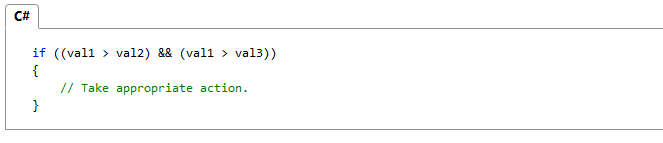 C#
if ((val1 > val2) && (val1 > val3))
{
    // Take appropriate action.
}